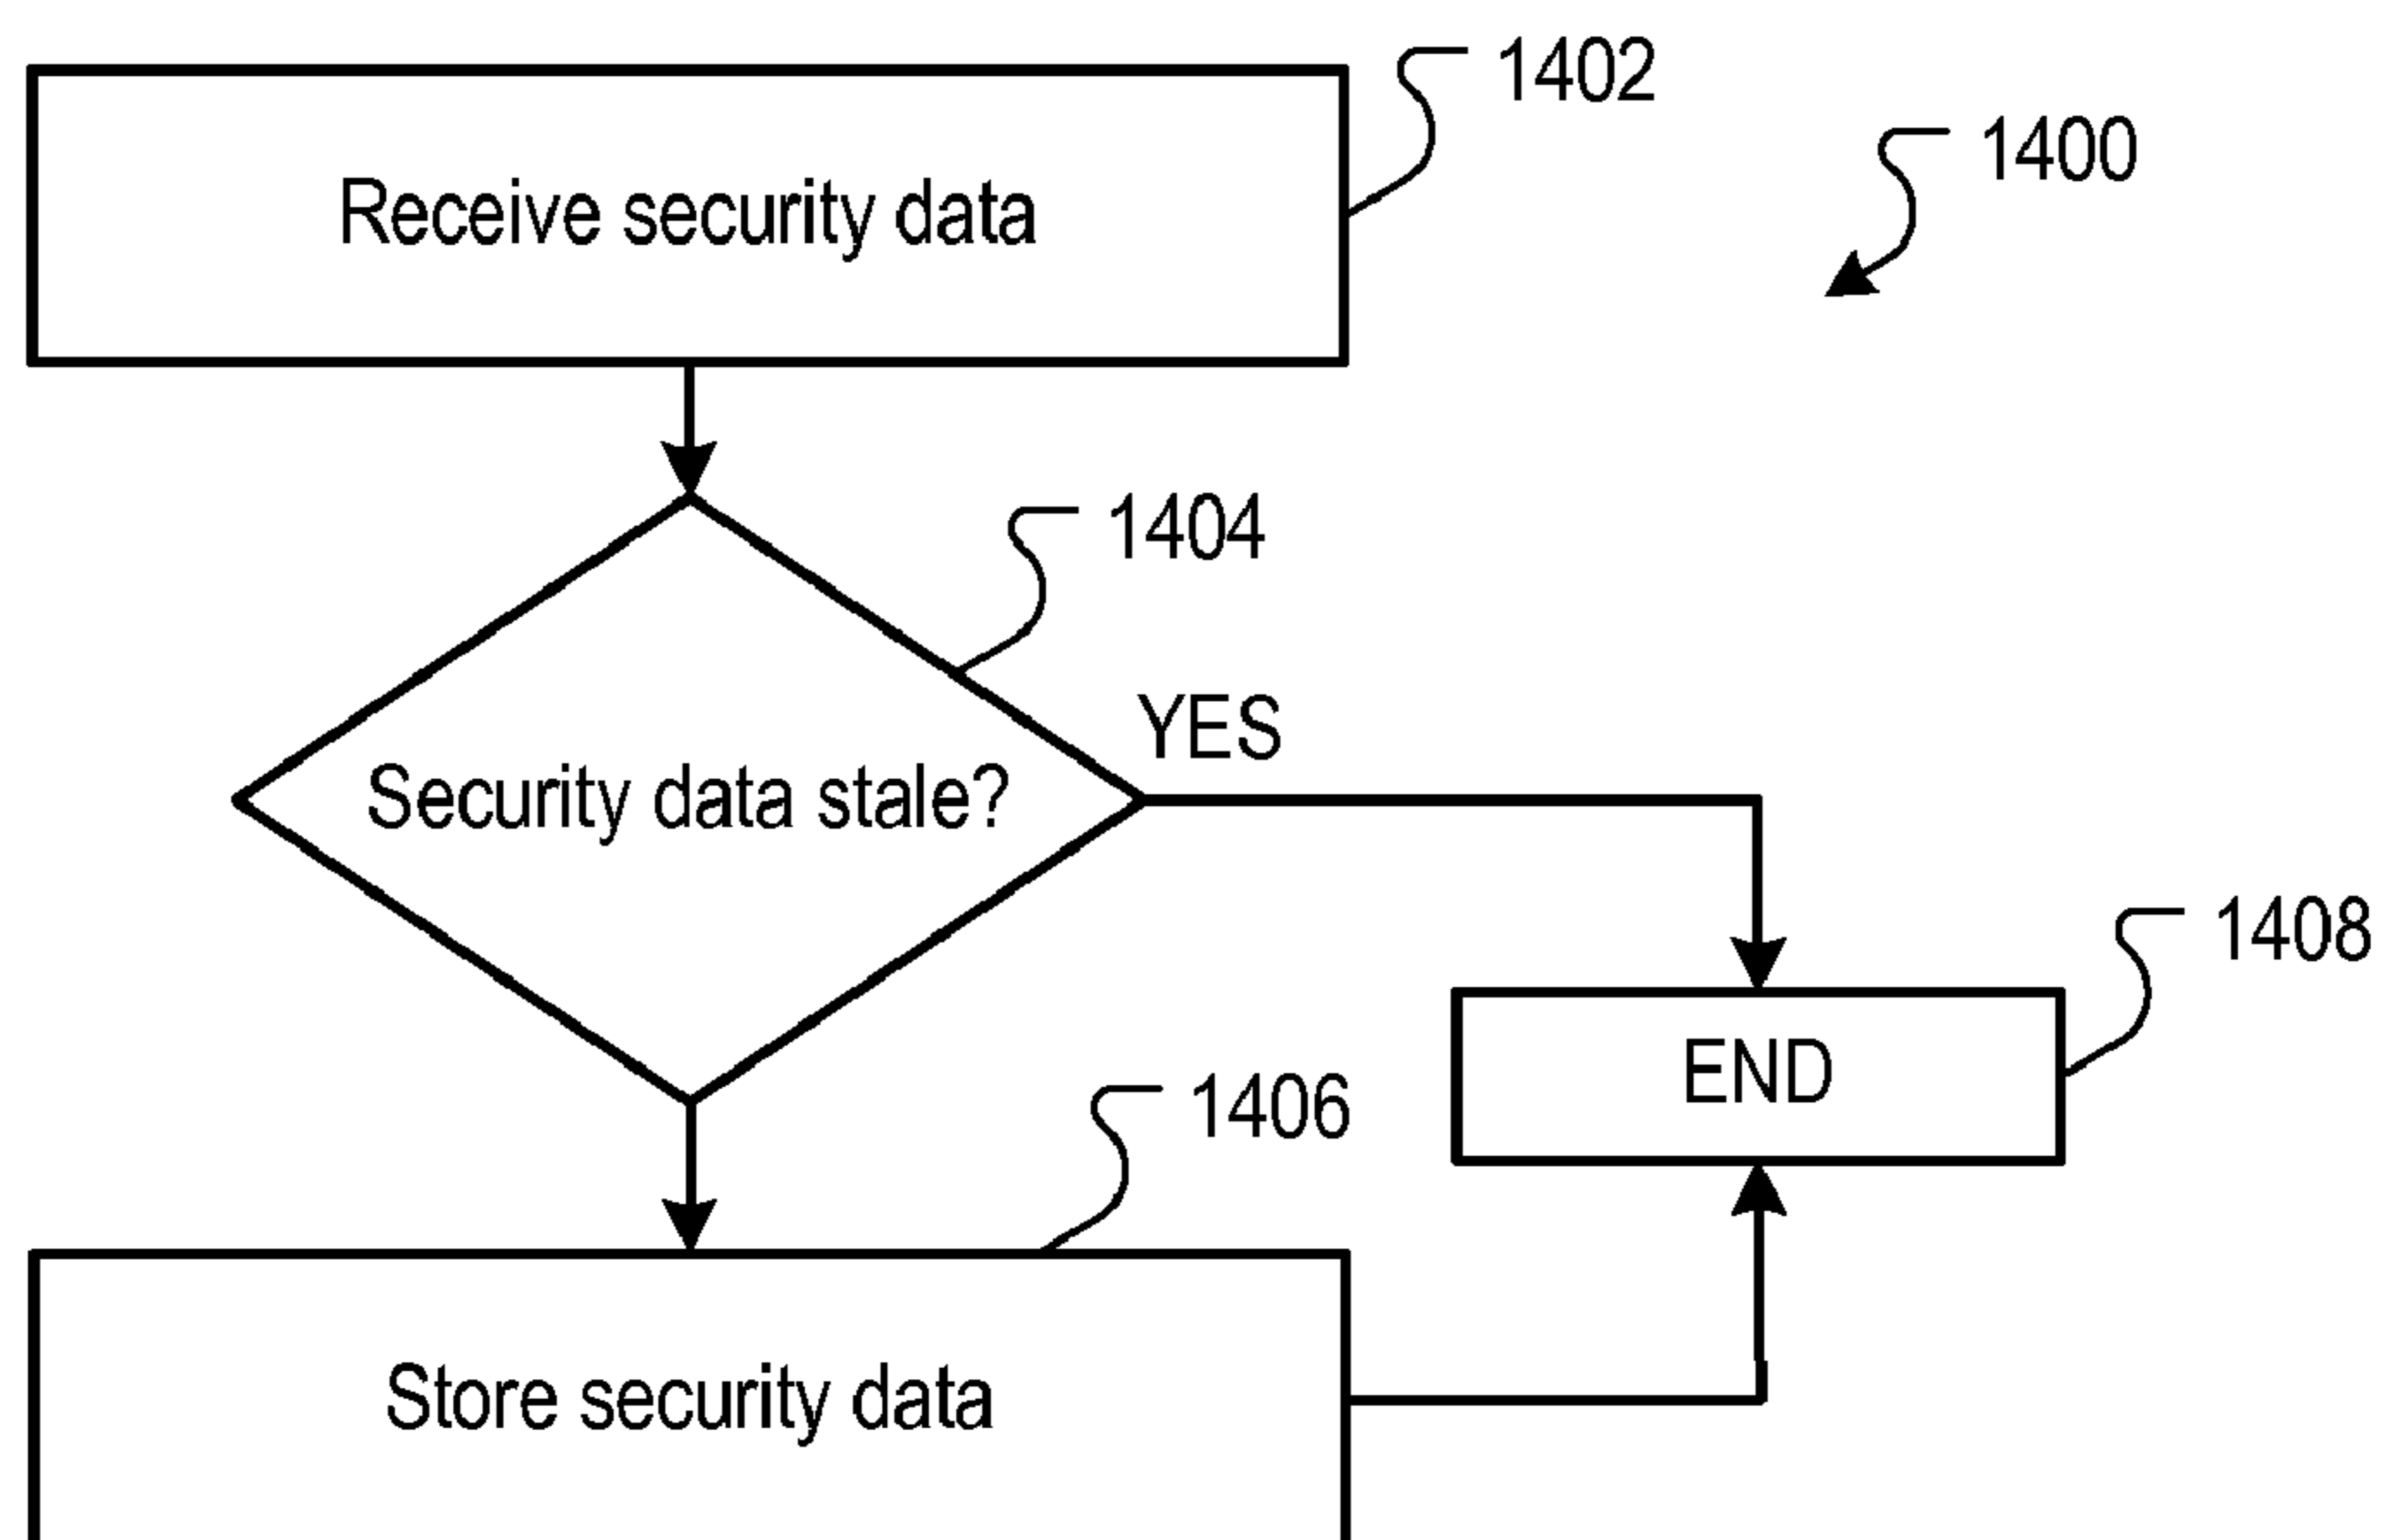 1402
1400
Receive security data
1404
YES
Security data stale?
1408
END
1406
Store security data